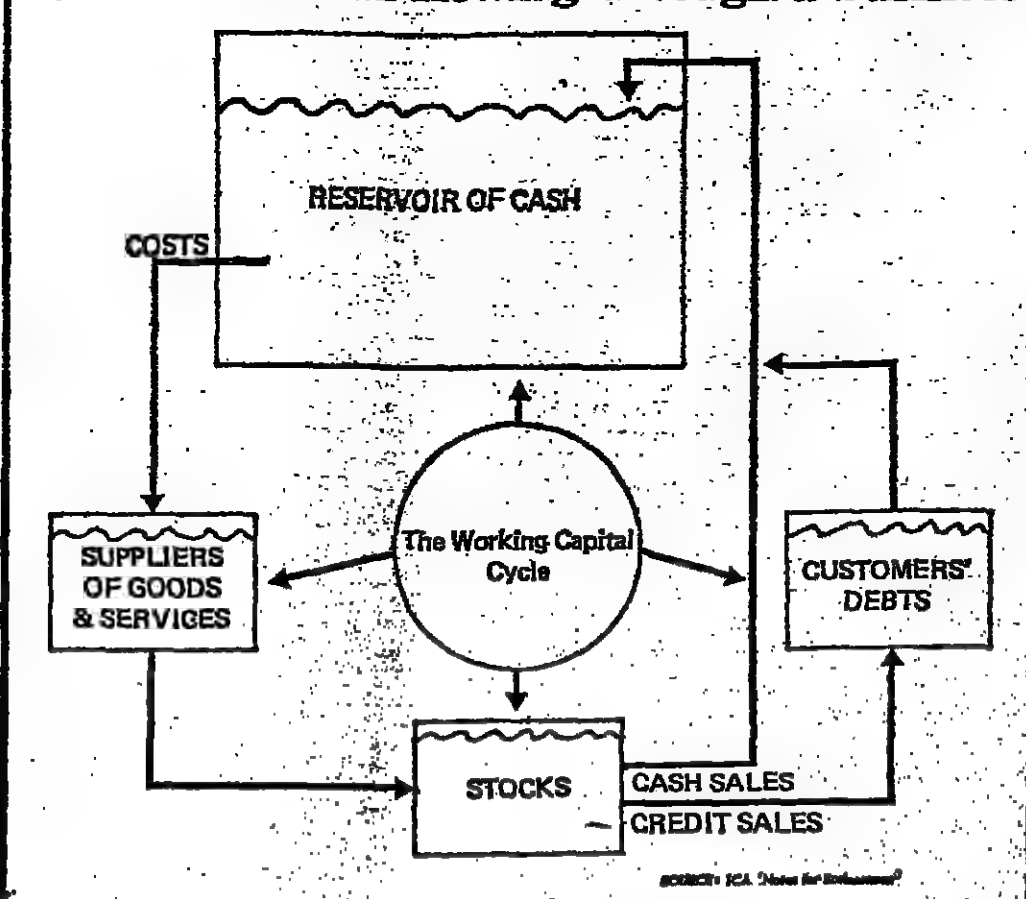 RESERVOIR OF CASH
COSTS
The Working Capital
Cycle
SUPPLIERS
OF GOODS
& SERVICES
CUSTOMERS'
DEBTS
STOCKS
CASH SALES
CREDIT SALES